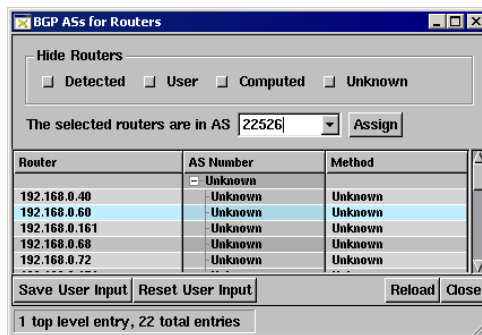 BGP ASs for Routers
Hide Routers
Detected User Computed Unknown
The selected routers are in AS 22526 Assign
Router AS Number Method
Unknown
192.168.0.40 Unknown Unknown
192.168.0.60 Unknown Unknown
192.168.0.161 Unknown Unknown
192.168.0.68 Unknown Unknown
192.168.0.72 Unknown Unknown
Save User Input Reset User Input Reload Close
1 top level entry, 22 total entries